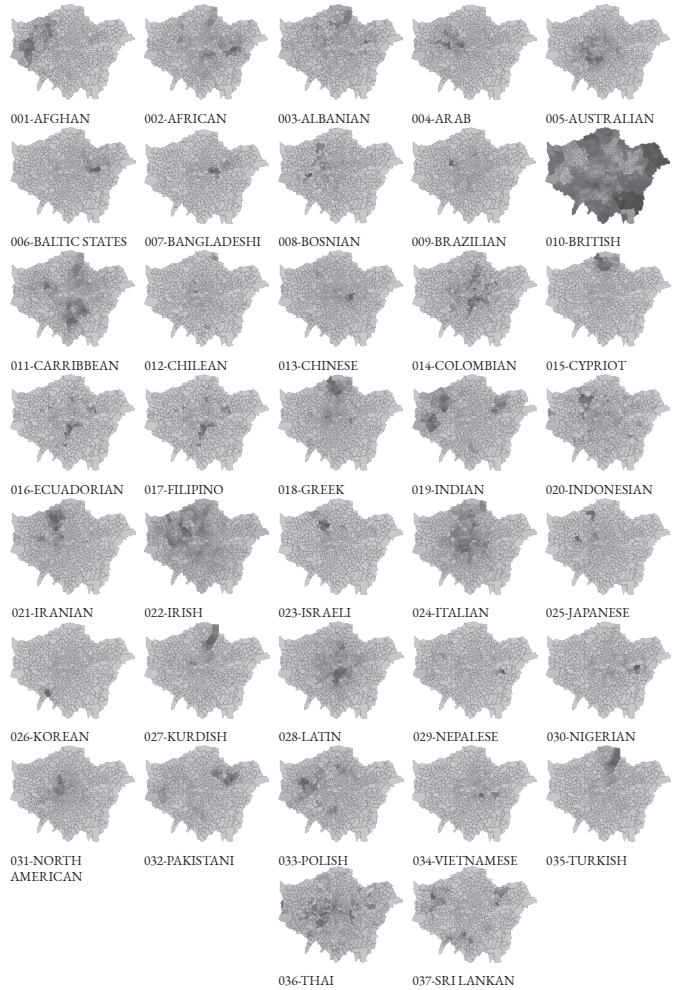 001-AFGHAN
002-AFRICAN
003-ALBANIAN
004-ARAB
005-AUSTRALIAN
006-BALTIC STATES
007-BANGLADESHI
008-BOSNIAN
009-BRAZILIAN
010-BRITISH
011-CARRIBBEAN
012-CHILEAN
013-CHINESE
014-COLOMBIAN
015-CYPRIOT
016-ECUADORIAN
017-FILIPINO
018-GREEK
019-INDIAN
020-INDONESIAN
021-IRANIAN
022-IRISH
023-ISRAELI
024-ITALIAN
025-JAPANESE
026-KOREAN
027-KURDISH
028-LATIN
029-NEPALESE
030-NIGERIAN
031-NORTH
AMERICAN
032-PAKISTANI
033-POLISH
034-VIETNAMESE
035-TURKISH
036-THAI
037-SRI LANKAN